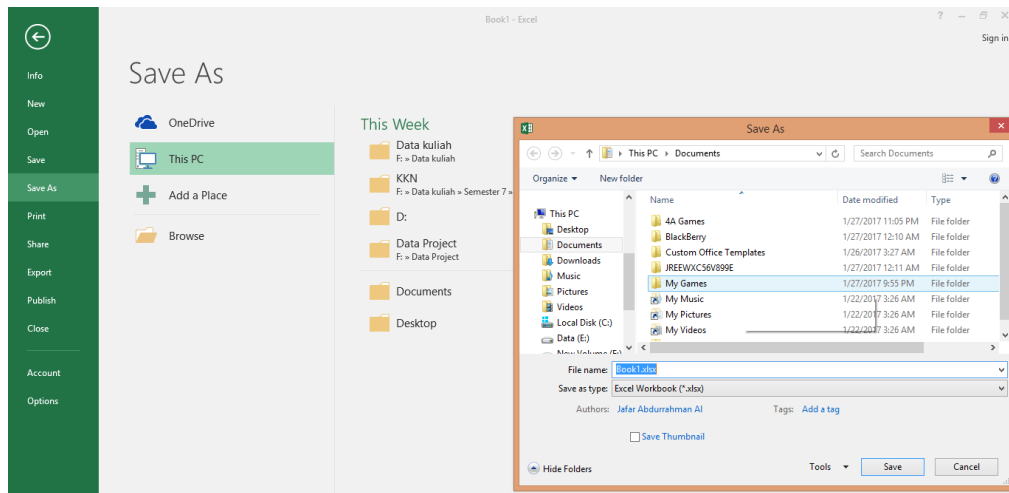 Book1 - Excel
Sign in
Info
New
Open
Save
Save As
Print
Share
Export
Publish
Close
Account
Options
Save As
OneDrive
This PC
Add a Place
Browse
This Week
Data kuliah
F: » Data kuliah
KKN
F: » Data kuliah » Semester 7 »
D:
Data Project
F: » Data Project
Documents
Desktop
Save As
This PC Documents
Search Documents
Organize New folder
This PC
Desktop
Documents
Downloads
Music
Pictures
Videos
Local Disk (C:)
Data (E:)
New Volume (F:)
Name Date modified Type
4A Games 1/27/2017 11:05 PM File folder
BlackBerry 1/27/2017 12:10 AM File folder
Custom Office Templates 1/26/2017 3:27 AM File folder
JREEWXC56V899E 1/27/2017 12:11 AM File folder
My Games 1/27/2017 9:55 PM File folder
My Music 1/22/2017 3:26 AM File folder
My Pictures 1/22/2017 3:26 AM File folder
My Videos 1/22/2017 3:26 AM File folder
File name: Book1.xlsx
Save as type: Excel Workbook (*.xlsx)
Authors: Jafar Abdurrahman Al
Tags: Add a tag
Save Thumbnail
Hide Folders
Tools Save Cancel